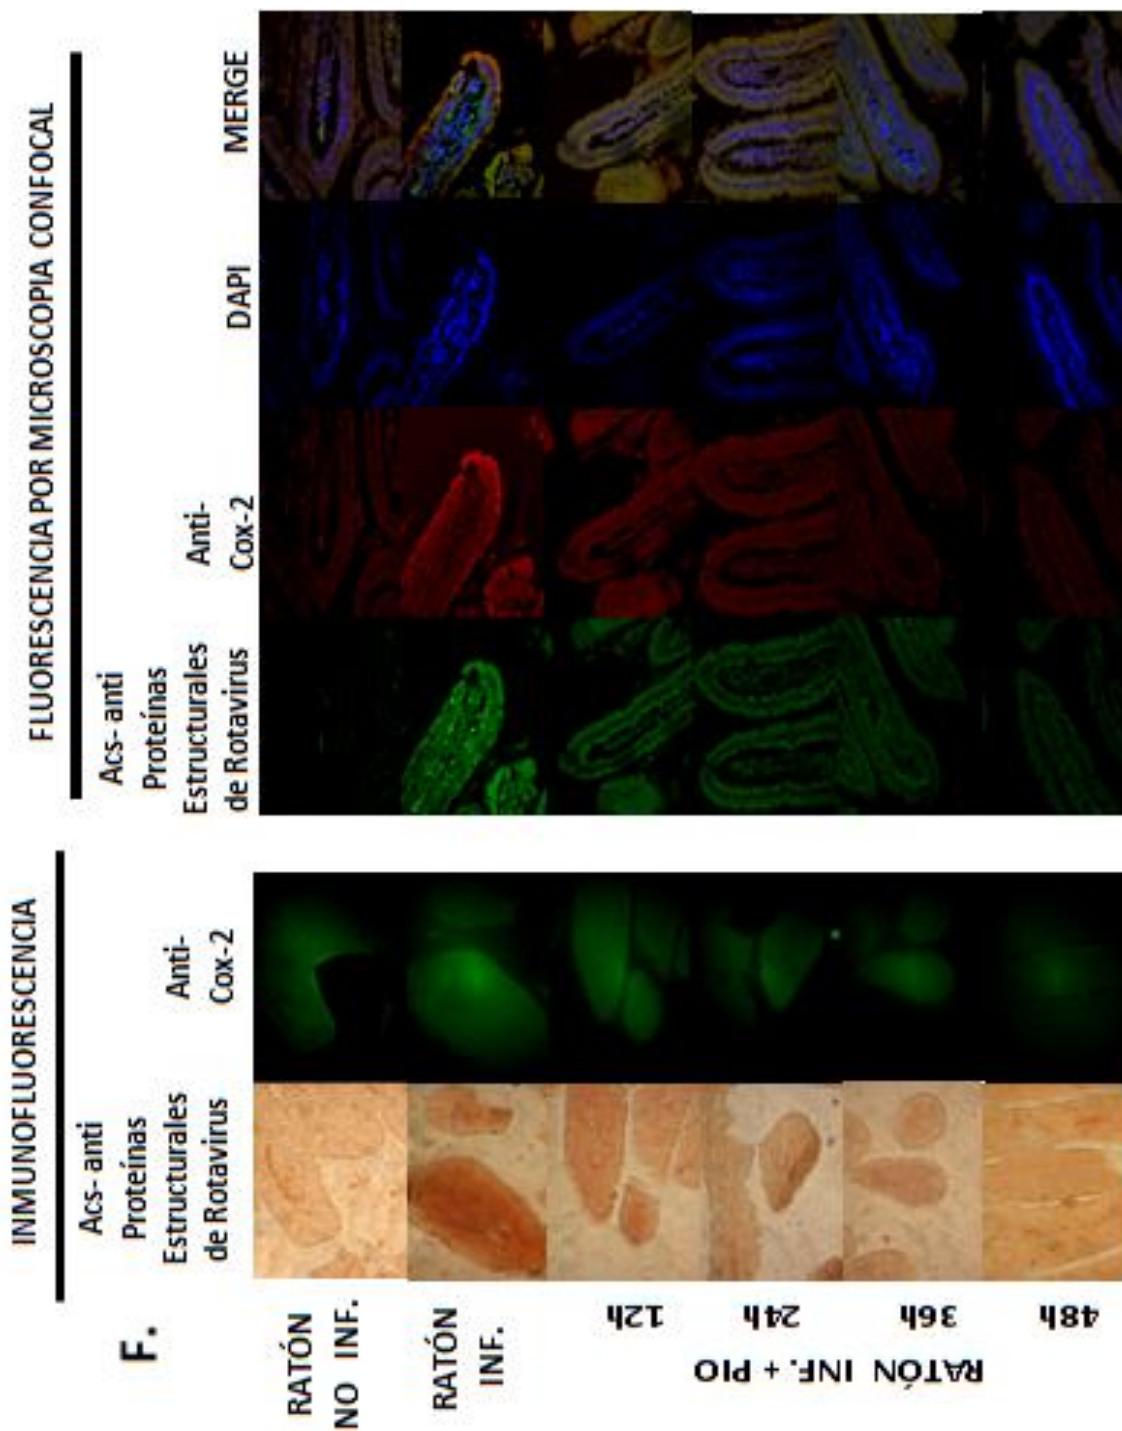 F.
INMUNOFLUORESCENCIA
FLUORESCENCIA POR MICROSCOPIA CONFOCAL
Acs- anti
Proteínas
Estructurales
de Rotavirus
Anti-
Cox-2
Acs- anti
Proteínas
Estructurales
de Rotavirus
Anti-
Cox-2
DAPI
MERGE
RATÓN
NO INF.
RATÓN
INF.
RATÓN INF. + PIO
12h
24h
36h
48h